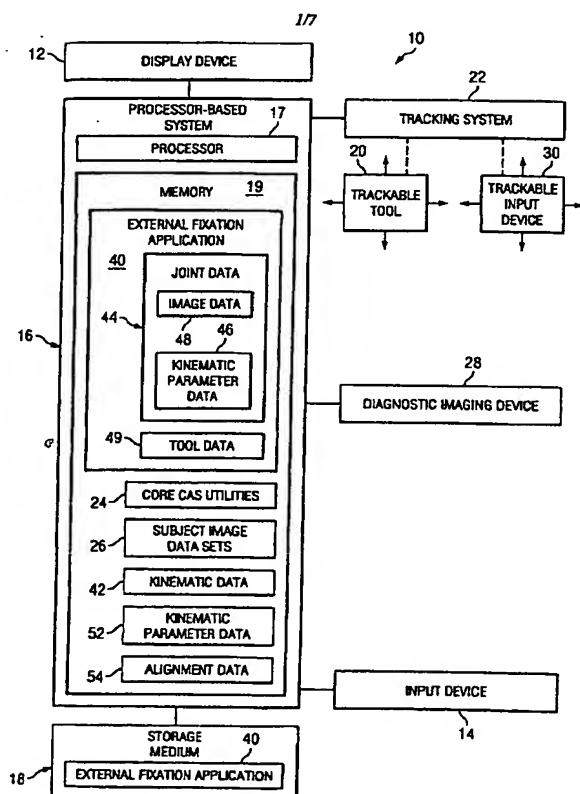 1/7
10
12
DISPLAY DEVICE
22
PROCESSOR-BASED
SYSTEM
17
TRACKING SYSTEM
PROCESSOR
20
30
MEMORY
19
TRACKABLE
TOOL
TRACKABLE
INPUT
DEVICE
EXTERNAL FIXATION
APPLICATION
40
JOINT DATA
IMAGE DATA
44
48
46
16
KINEMATIC
PARAMETER
DATA
28
DIAGNOSTIC IMAGING DEVICE
49
TOOL DATA
24
CORE CAS UTILITIES
26
SUBJECT IMAGE
DATA SETS
42
KINEMATIC DATA
52
KINEMATIC
PARAMETER DATA
54
ALIGNMENT DATA
INPUT DEVICE
14
STORAGE
MEDIUM
40
18
EXTERNAL FIXATION APPLICATION